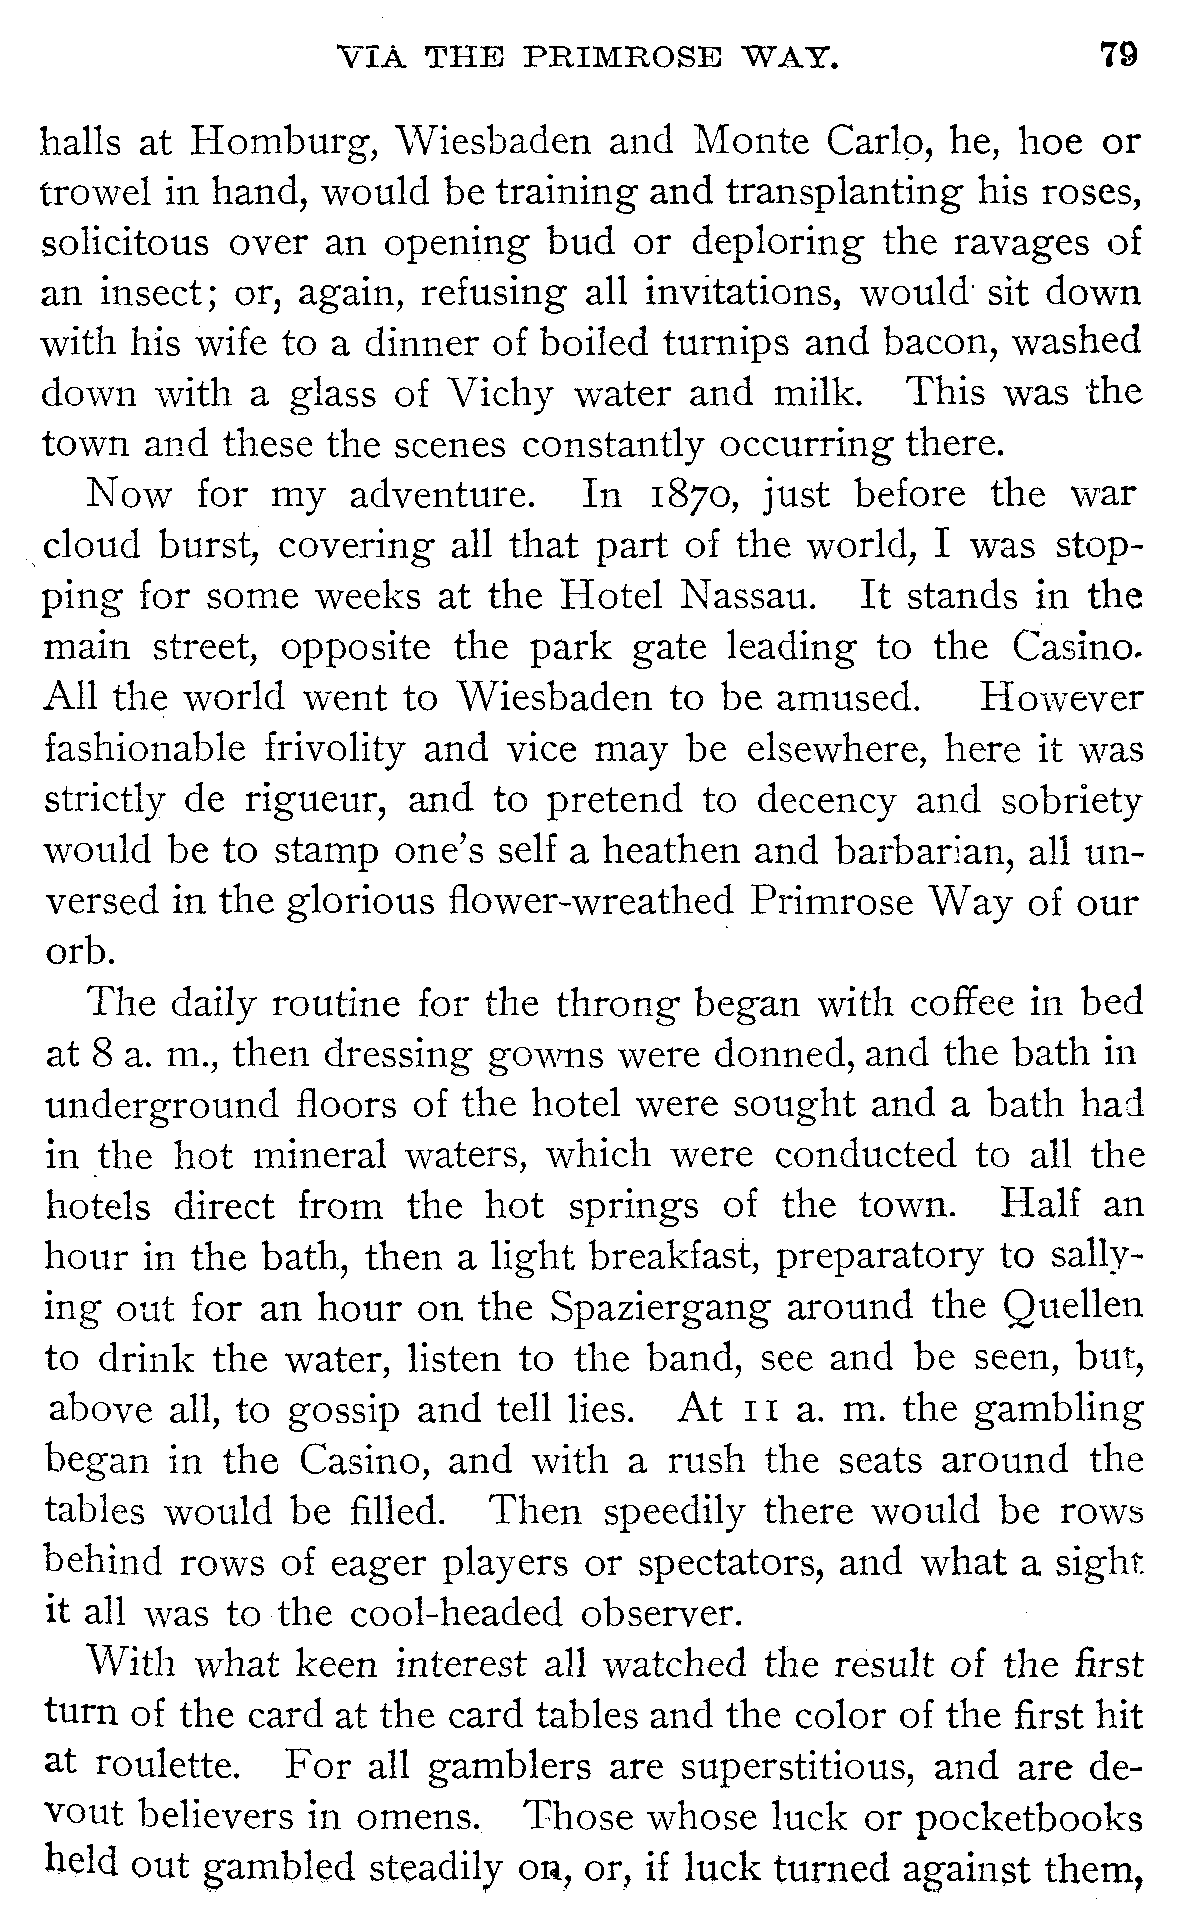 VIA THE PRIMROSE WAY. 79
halls at Homburg, Wiesbaden and Monte Carlo, he, hoe or
trowel in hand, would be training and transplanting his roses,
solicitous over an opening bud or deploring the ravages of
an insect; or, again, refusing all invitations, would sit down
with his wife to a dinner of boiled turnips and bacon, washed
down with a glass of Vichy water and milk. This was the
town and these the scenes constantly occurring there.
Now for my adventure. In 1870, just before the war
cloud burst, covering all that part of the world, I was stop-
ping for some weeks at the Hotel Nassau. It stands in the
main street, opposite the park gate leading to the Casino.
All the world went to Wiesbaden to be amused. However
fashionable frivolity and vice may be elsewhere, here it was
strictly de rigueur, and to pretend to decency and sobriety
would be to stamp one's self a heathen and barbarian, all un-
versed in the glorious flower-wreathed Primrose Way of our
orb.
The daily routine for the throng began with coffee in bed
at 8 a. m., then dressing gowns were donned, and the bath in
underground floors of the hotel were sought and a bath had
in the hot mineral waters, which were conducted to all the
hotels direct from the hot springs of the town. Half an
hour in the bath, then a light breakfast, preparatory to sally-
ing out for an hour on the Spaziergang around the Quellen
to drink the water, listen to the band, see and be seen, but,
above all, to gossip and tell lies. At 11 a. m. the gambling
began in the Casino, and with a rush the seats around the
tables would be filled. Then speedily there would be rows
behind rows of eager players or spectators, and what a sight
it all was to the cool-headed observer.
With what keen interest all watched the result of the first
turn of the card at the card tables and the color of the first hit
at roulette. For all gamblers are superstitious, and are de-
vout believers in omens. Those whose luck or pocketbooks
held out gambled steadily on, or, if luck turned against them,